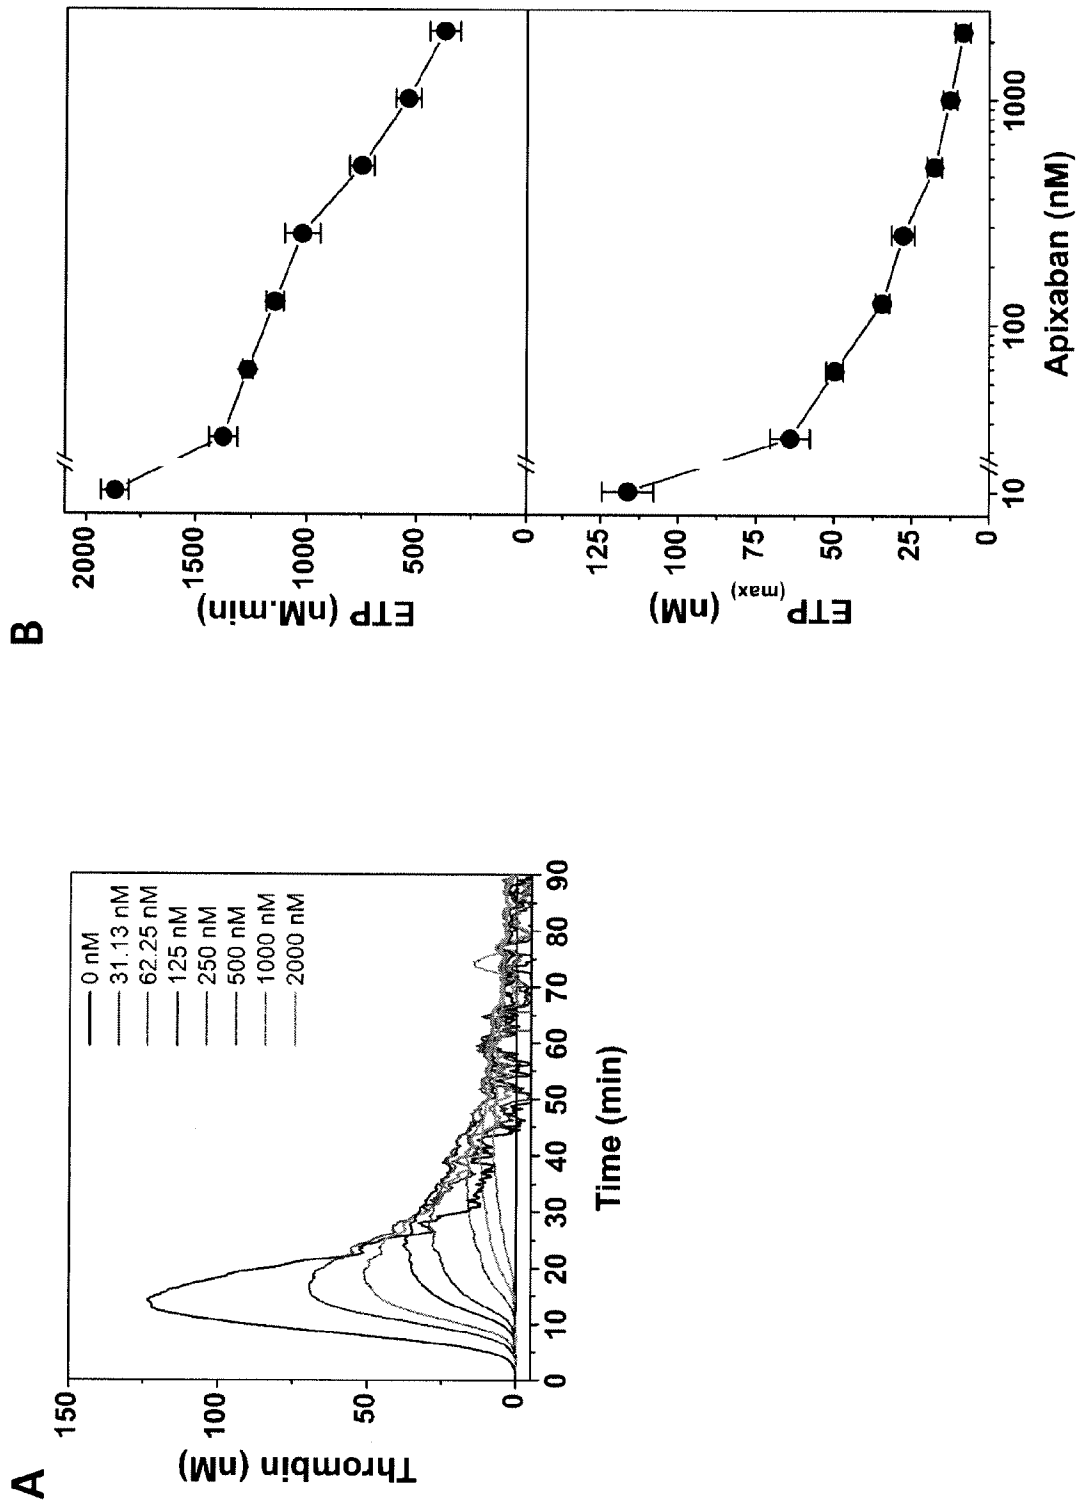 A
Thrombin (nM)
150
100
50
0
0 nM
31.13 nM
62.25 nM
125 nM
250 nM
500 nM
1000 nM
2000 nM
0 10 20 30 40 50 60 70 80 90
Time (min)
B
ETP (nM.min)
2000
1500
1000
500
0
ETP (max) (nM)
125
100
75
50
25
0
10 100 1000
Apixaban (nM)